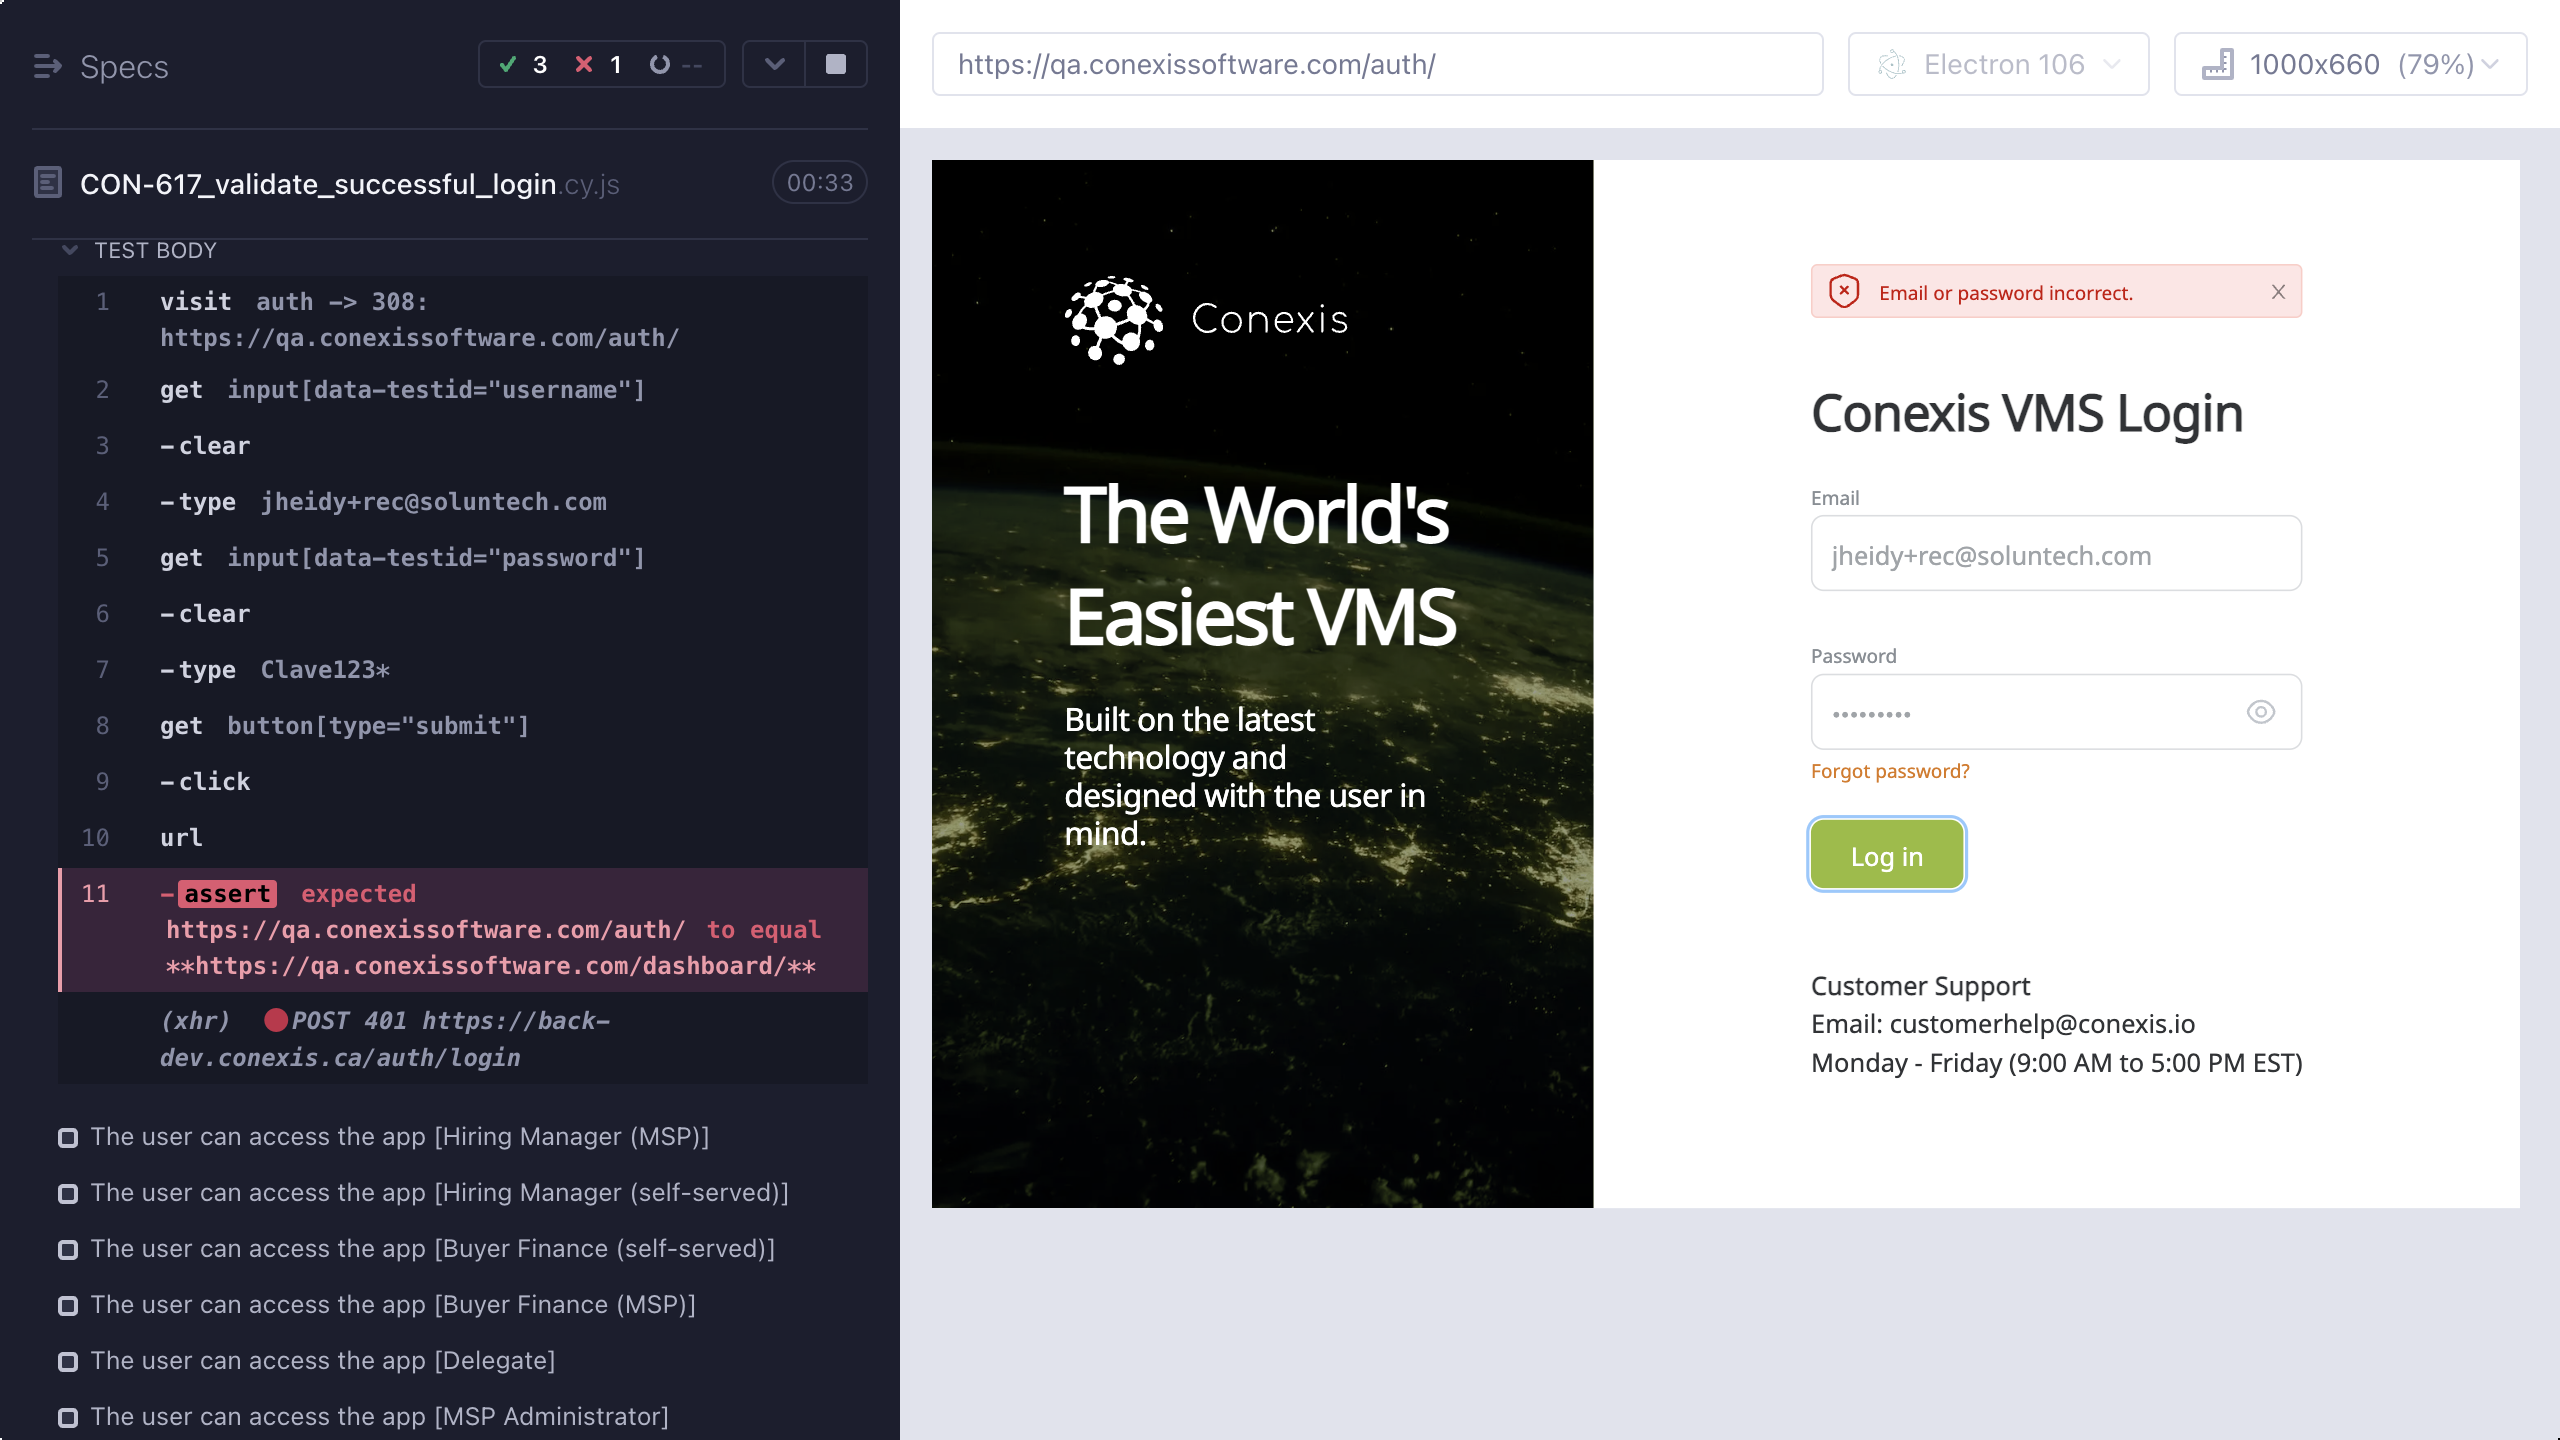 Specs
3 1 --
CON-617_validate_successful_login.cy.js
00:33
TEST BODY
1 visit auth -> 308:
https://qa.conexissoftware.com/auth/
2 get input[data-testid="username"]
3 -clear
4 -type jheidy+rec@soluntech.com
5 get input[data-testid="password"]
6 -clear
7 -type Clave123*
8 get button[type="submit"]
9 -click
10 url
11 -assert expected
https://qa.conexissoftware.com/auth/ to equal
**https://qa.conexissoftware.com/dashboard/**
(xhr) POST 401 https://back-
dev.conexis.ca/auth/login
The user can access the app [Hiring Manager (MSP)]
The user can access the app [Hiring Manager (self-served)]
The user can access the app [Buyer Finance (self-served)]
The user can access the app [Buyer Finance (MSP)]
The user can access the app [Delegate]
The user can access the app [MSP Administrator]
https://qa.conexissoftware.com/auth/
Electron 106
1000x660 (79%)
Conexis
The World's
Easiest VMS
Built on the latest
technology and
designed with the user in
mind.
Email or password incorrect.
Conexis VMS Login
Email
jheidy+rec@soluntech.com
Password
•••••••••
Forgot password?
Log in
Customer Support
Email: customerhelp@conexis.io
Monday - Friday (9:00 AM to 5:00 PM EST)